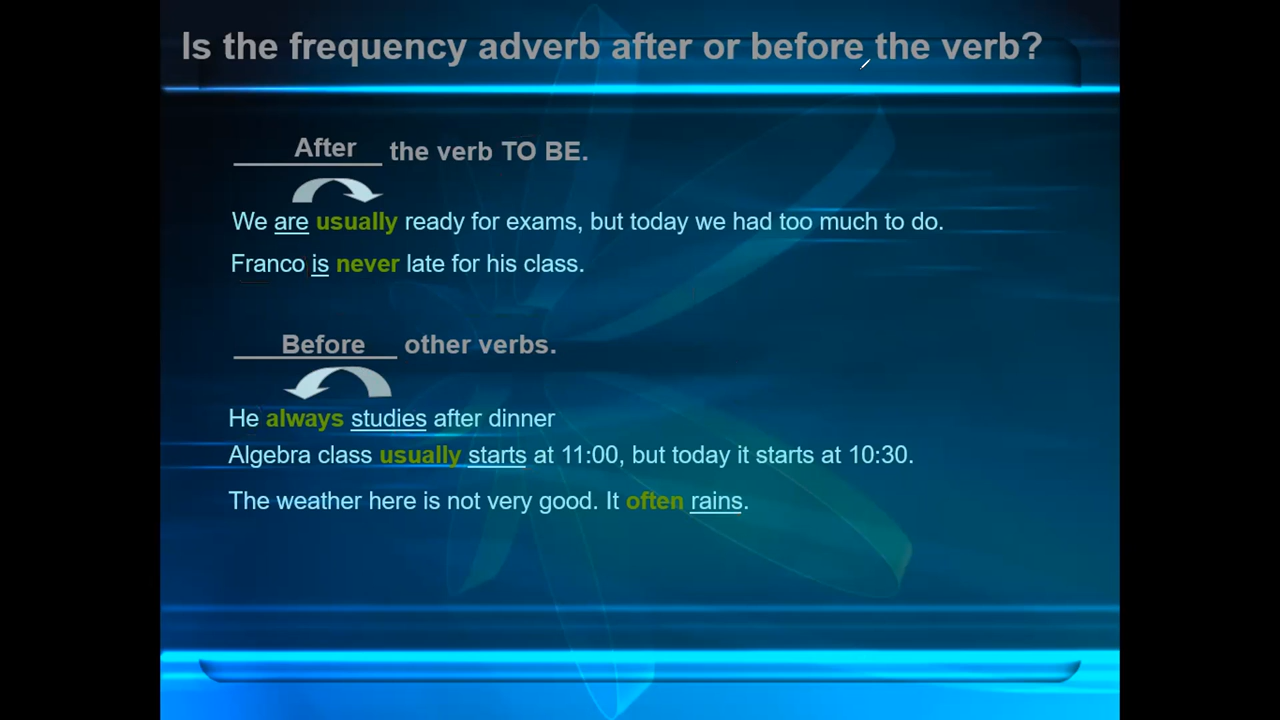 Is the frequency adverb after or before the verb?
After the verb TO BE.
We are usually ready for exams, but today we had too much to do.
Franco is never late for his class.
Before other verbs.
He always studies after dinner
Algebra class usually starts at 11:00, but today it starts at 10:30.
The weather here is not very good. It often rains.